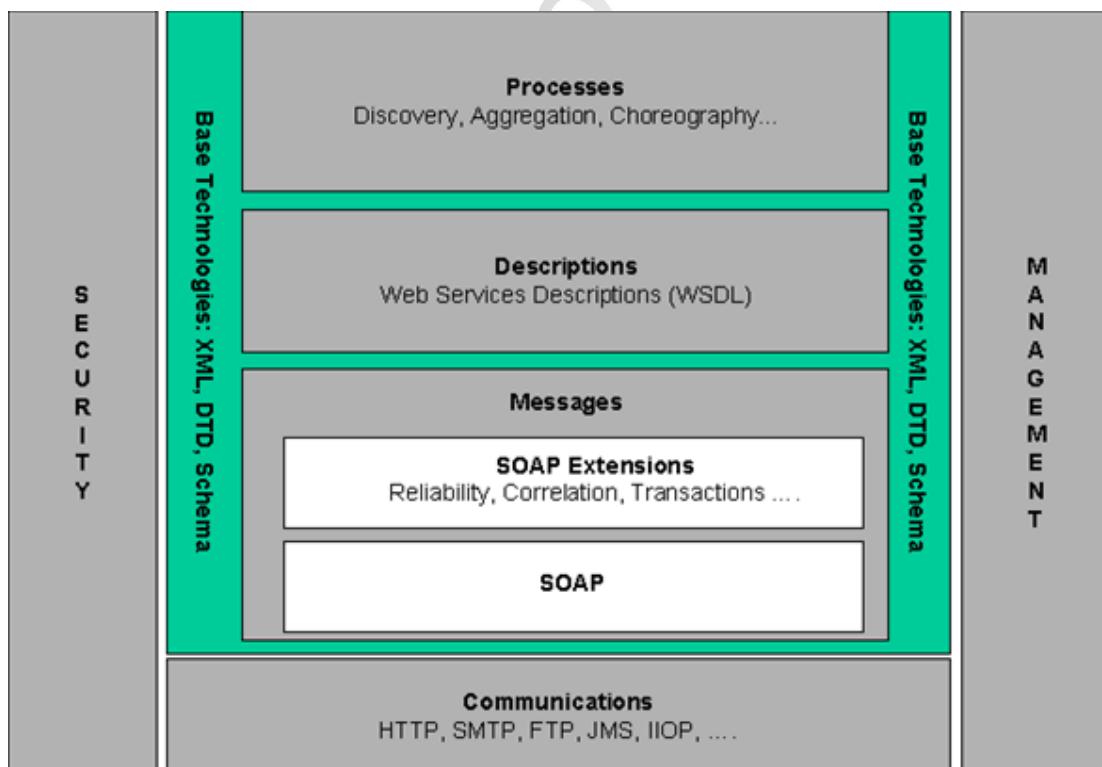 SECURITY
Base Technologies: XML, DTD, Schema
Processes
Discovery, Aggregation, Choreography...
Descriptions
Web Services Descriptions (WSDL)
Messages
SOAP Extensions
Reliability, Correlation, Transactions ... .
SOAP
Base Technologies: XML, DTD, Schema
MANAGEMENT
Communications
HTTP, SMTP, FTP, JMS, IIOP, ... .